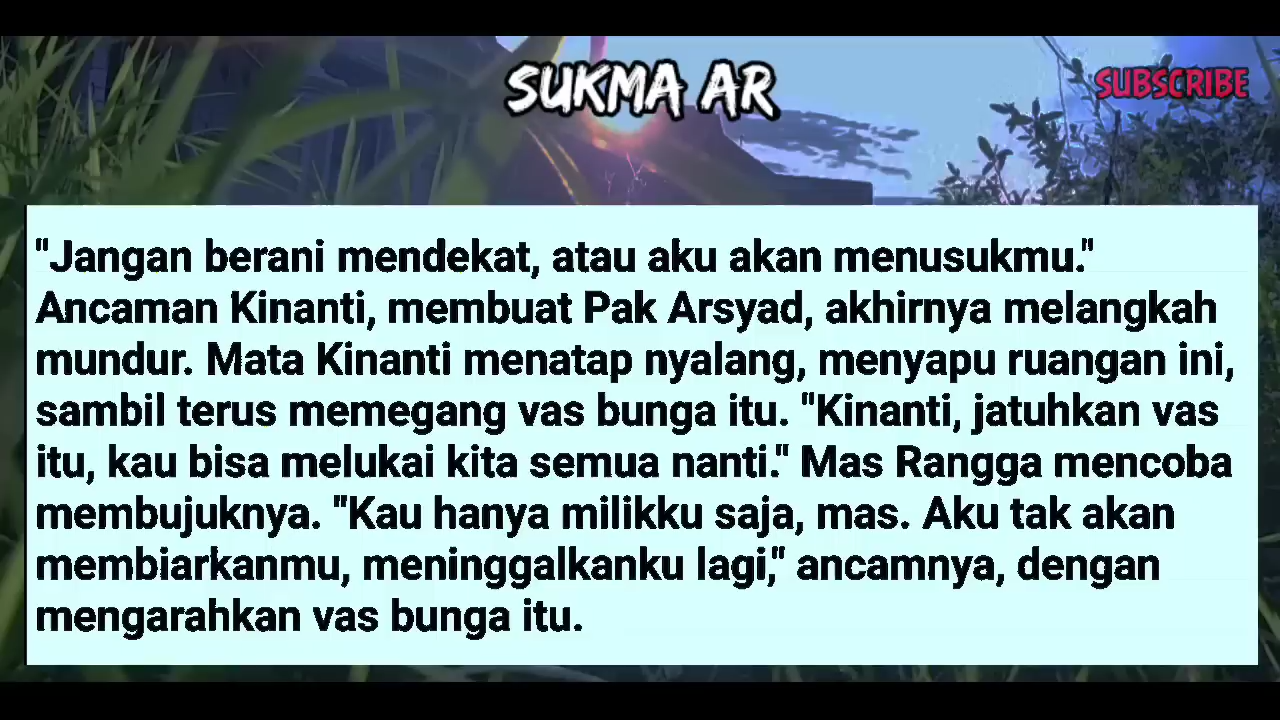 SUKMA AR
SUBSCRIBE
"Jangan berani mendekat, atau aku akan menusukmu."
Ancaman Kinanti, membuat Pak Arsyad, akhirnya melangkah
mundur. Mata Kinanti menatap nyalang, menyapu ruangan ini,
sambil terus memegang vas bunga itu. "Kinanti, jatuhkan vas
itu, kau bisa melukai kita semua nanti." Mas Rangga mencoba
membujuknya. "Kau hanya milikku saja, mas. Aku tak akan
membiarkanmu, meninggalkanku lagi," ancamnya, dengan
mengarahkan vas bunga itu.